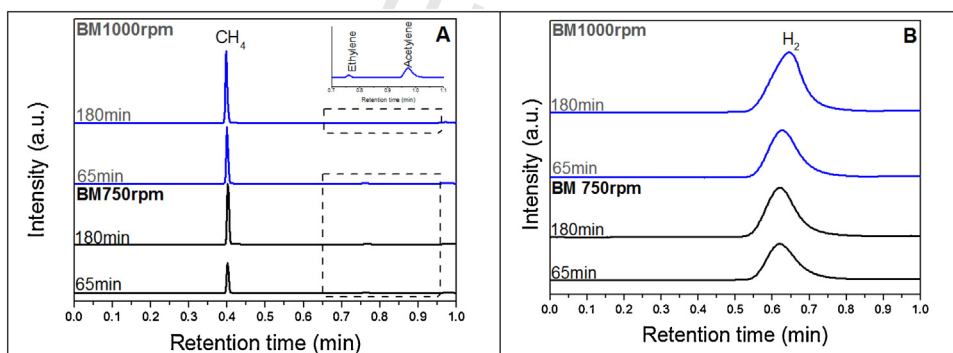 BM1000rpm
CH4
A
Ethylene
Acetylene
0.7 0.8 0.9 1.0 1.1
Retention time (min)
180min
65min
BM750rpm
180min
65min
Intensity (a.u.)
0.0 0.1 0.2 0.3 0.4 0.5 0.6 0.7 0.8 0.9 1.0
Retention time (min)
BM1000rpm
H2
B
180min
65min
BM 750rpm
180min
65min
Intensity (a.u.)
0.0 0.2 0.4 0.6 0.8 1.0
Retention time (min)